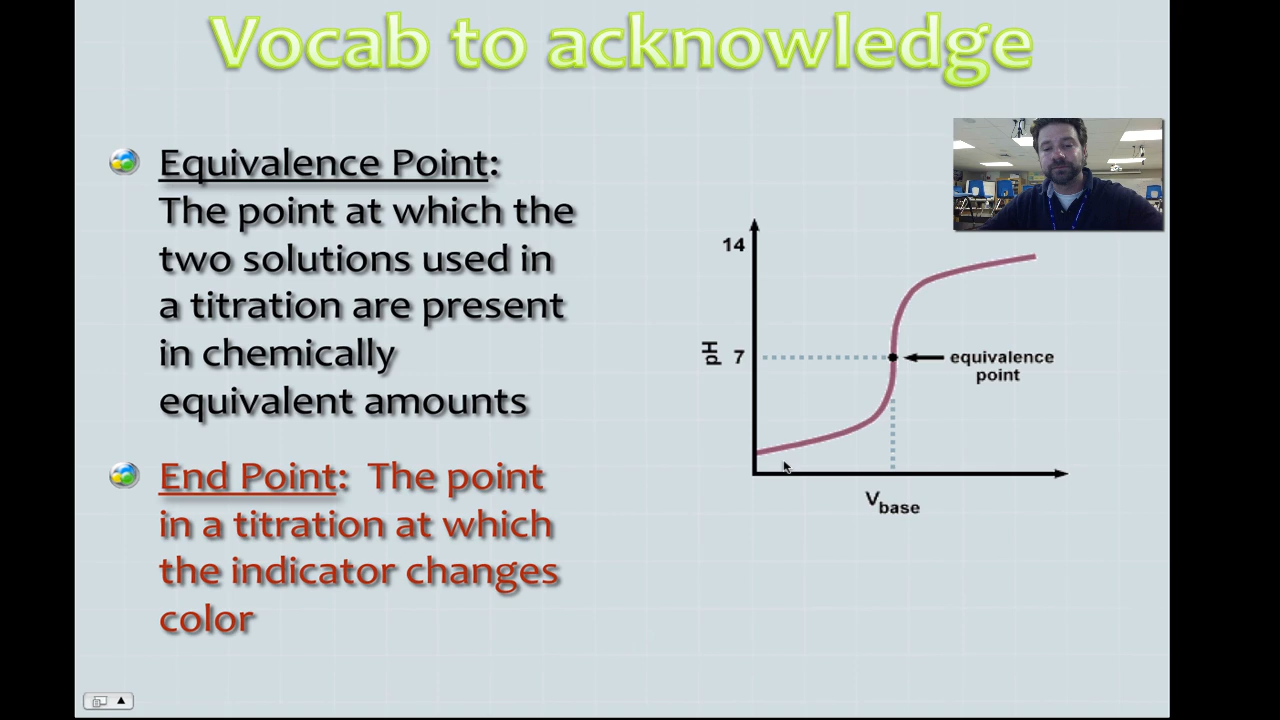 Vocab to acknowledge
Equivalence Point:
The point at which the
two solutions used in
a titration are present
in chemically
equivalent amounts
End Point: The point
in a titration at which
the indicator changes
color
14
pH
7
equivalence
point
Vbase